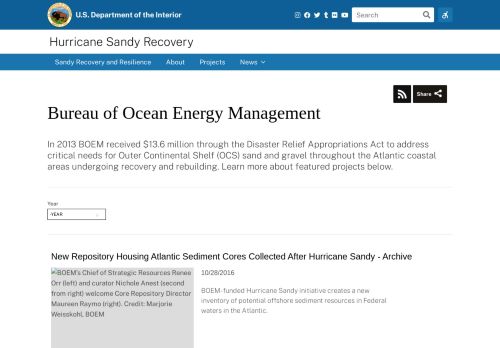 U.S. Department of the Interior
Search
Hurricane Sandy Recovery
Sandy Recovery and Resilience About Projects News
Share
Bureau of Ocean Energy Management
In 2013 BOEM received $13.6 million through the Disaster Relief Appropriations Act to address
critical needs for Outer Continental Shelf (OCS) sand and gravel throughout the Atlantic coastal
areas undergoing recovery and rebuilding. Learn more about featured projects below.
Year
-YEAR
New Repository Housing Atlantic Sediment Cores Collected After Hurricane Sandy - Archive
BOEM's Chief of Strategic Resources Renee
Orr (left) and curator Nichole Anest (second
from right) welcome Core Repository Director
Maureen Raymo (right). Credit: Marjorie
Weisskohl, BOEM
10/28/2016
BOEM-funded Hurricane Sandy initiative creates a new
inventory of potential offshore sediment resources in Federal
waters in the Atlantic.